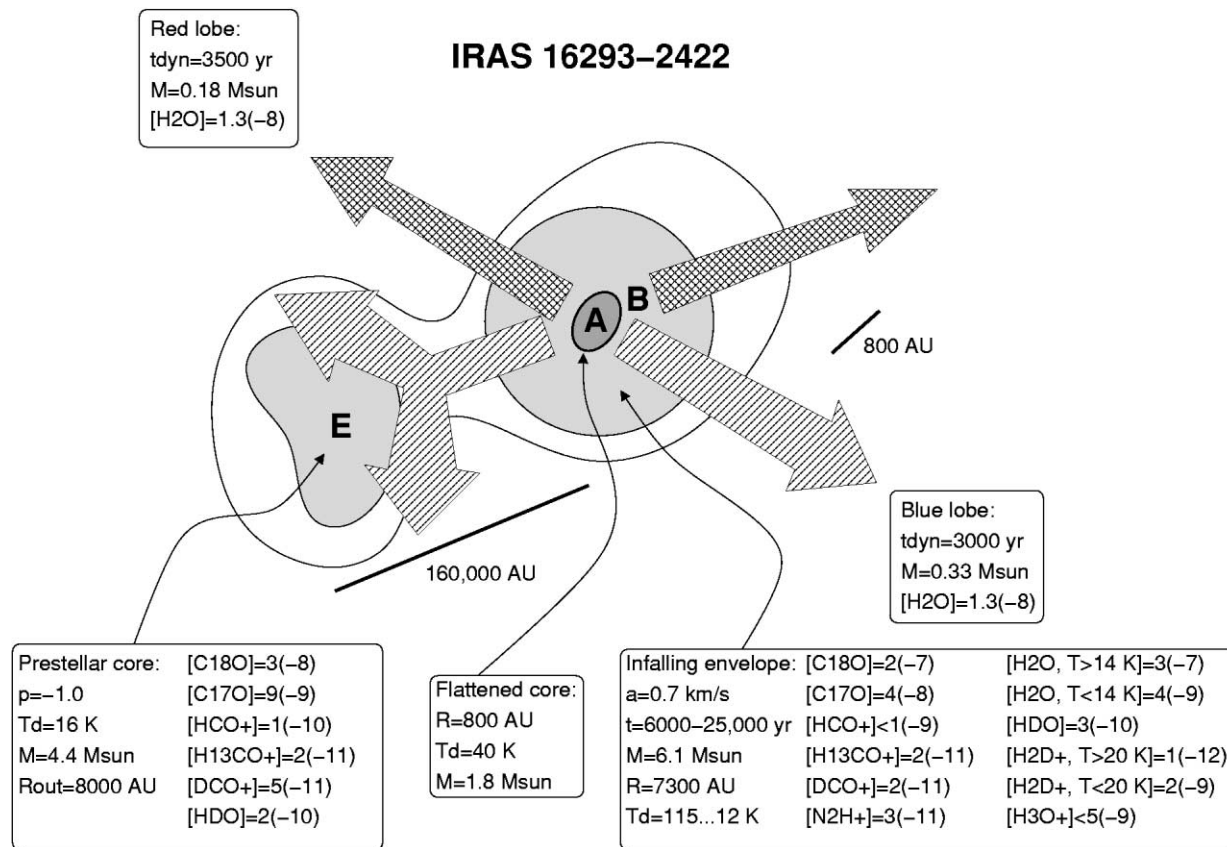 Red lobe:
tdyn=3500 yr
M=0.18 Msun
[H2O]=1.3(−8)
IRAS 16293−2422
A
B
E
800 AU
160,000 AU
Blue lobe:
tdyn=3000 yr
M=0.33 Msun
[H2O]=1.3(−8)
Prestellar core: [C18O]=3(−8)
p=−1.0 [C17O]=9(−9)
Td=16 K [HCO+]=1(−10)
M=4.4 Msun [H13CO+]=2(−11)
Rout=8000 AU [DCO+]=5(−11)
[HDO]=2(−10)
Flattened core:
R=800 AU
Td=40 K
M=1.8 Msun
Infalling envelope: [C18O]=2(−7) [H2O, T>14 K]=3(−7)
a=0.7 km/s [C17O]=4(−8) [H2O, T<14 K]=4(−9)
t=6000−25,000 yr [HCO+]<1(−9) [HDO]=3(−10)
M=6.1 Msun [H13CO+]=2(−11) [H2D+, T>20 K]=1(−12)
R=7300 AU [DCO+]=2(−11) [H2D+, T<20 K]=2(−9)
Td=115...12 K [N2H+]=3(−11) [H3O+]<5(−9)